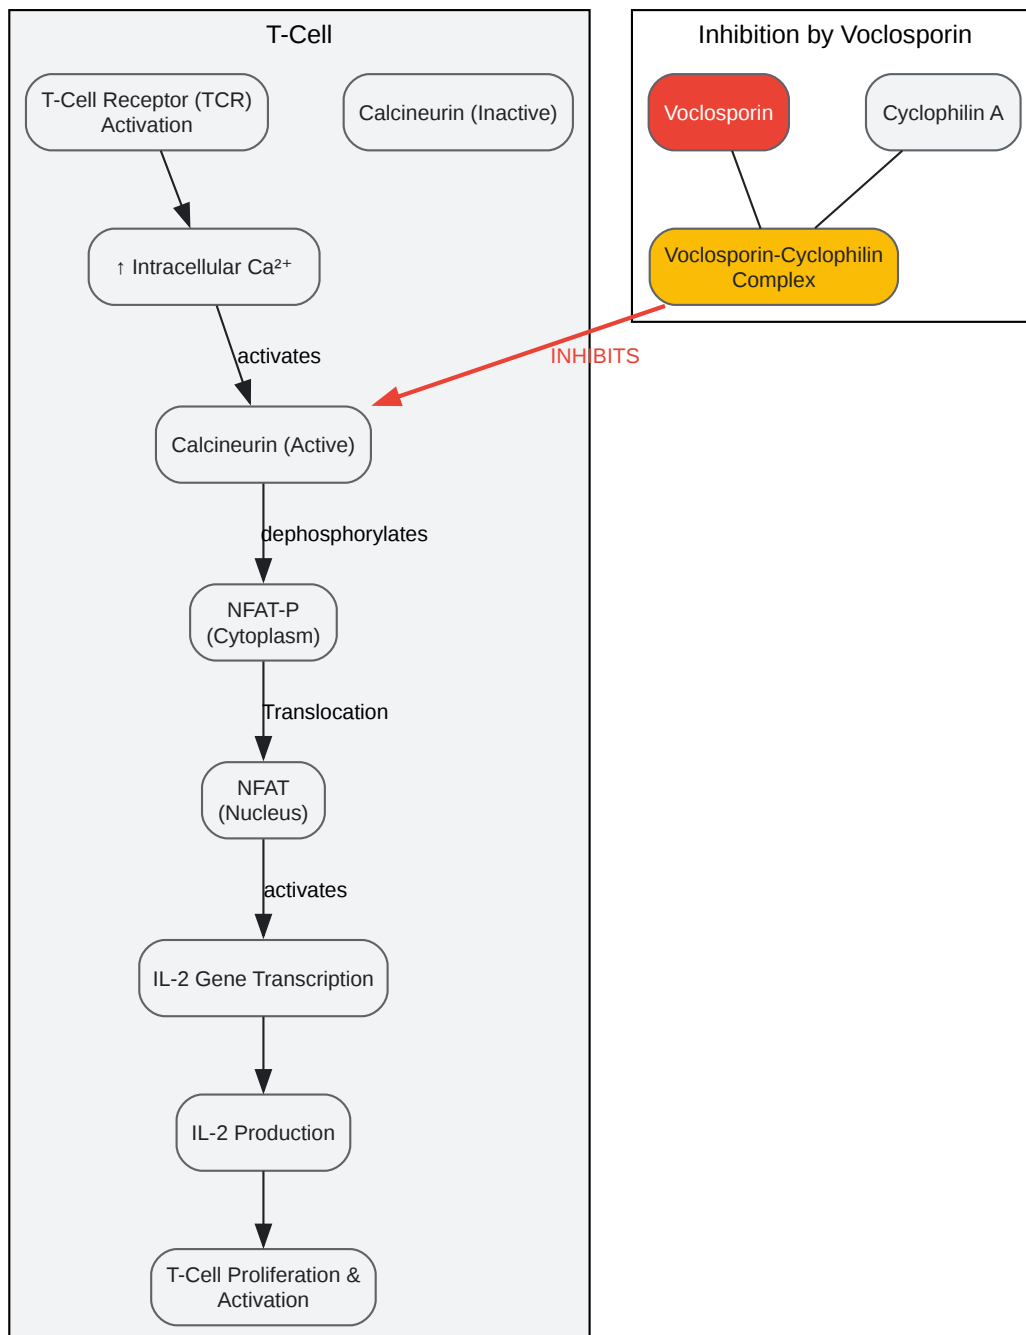 T-Cell
T-Cell Receptor (TCR)
Activation
Calcineurin (Inactive)
↑ Intracellular Ca²⁺
activates
Calcineurin (Active)
dephosphorylates
NFAT-P
(Cytoplasm)
Translocation
NFAT
(Nucleus)
activates
IL-2 Gene Transcription
IL-2 Production
T-Cell Proliferation &
Activation
Inhibition by Voclosporin
Voclosporin
Cyclophilin A
Voclosporin-Cyclophilin
Complex
INHIBITS